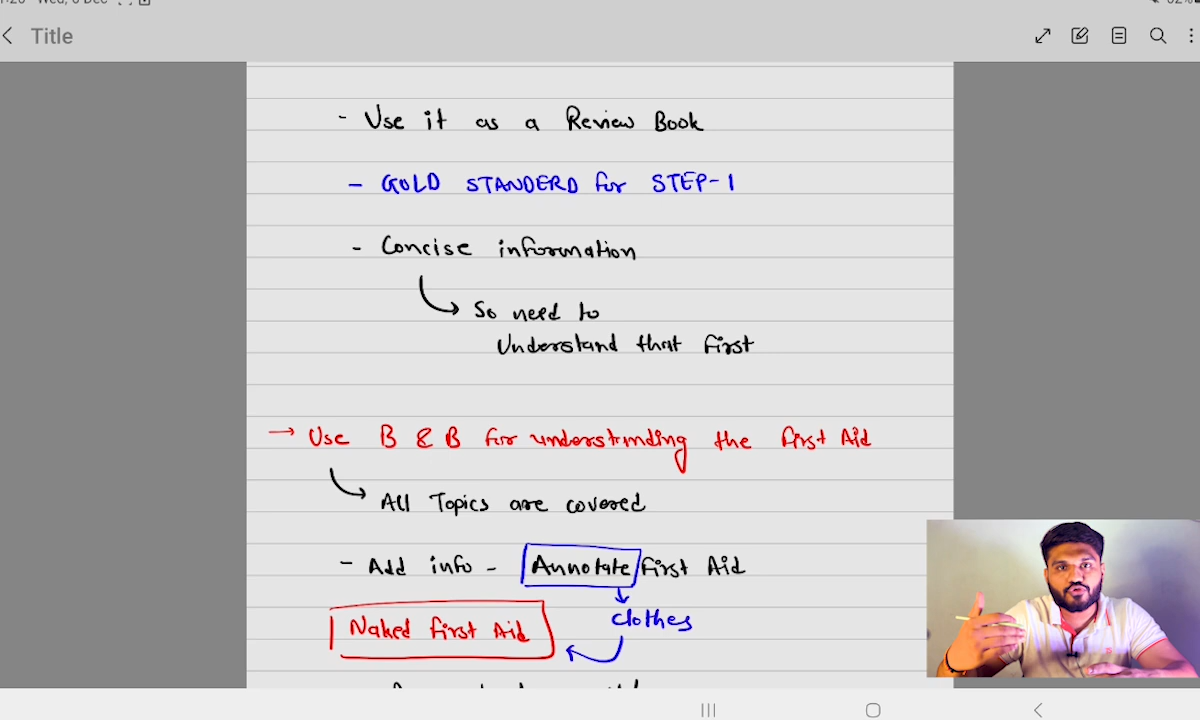 Title
- Use it as a Review Book
- GOLD STANDERD for STEP-1
- Concise information
So need to
Understand that first
→ Use B & B for understanding the first Aid
All Topics are covered
- Add info - Annotate first Aid
clothes
Naked first Aid